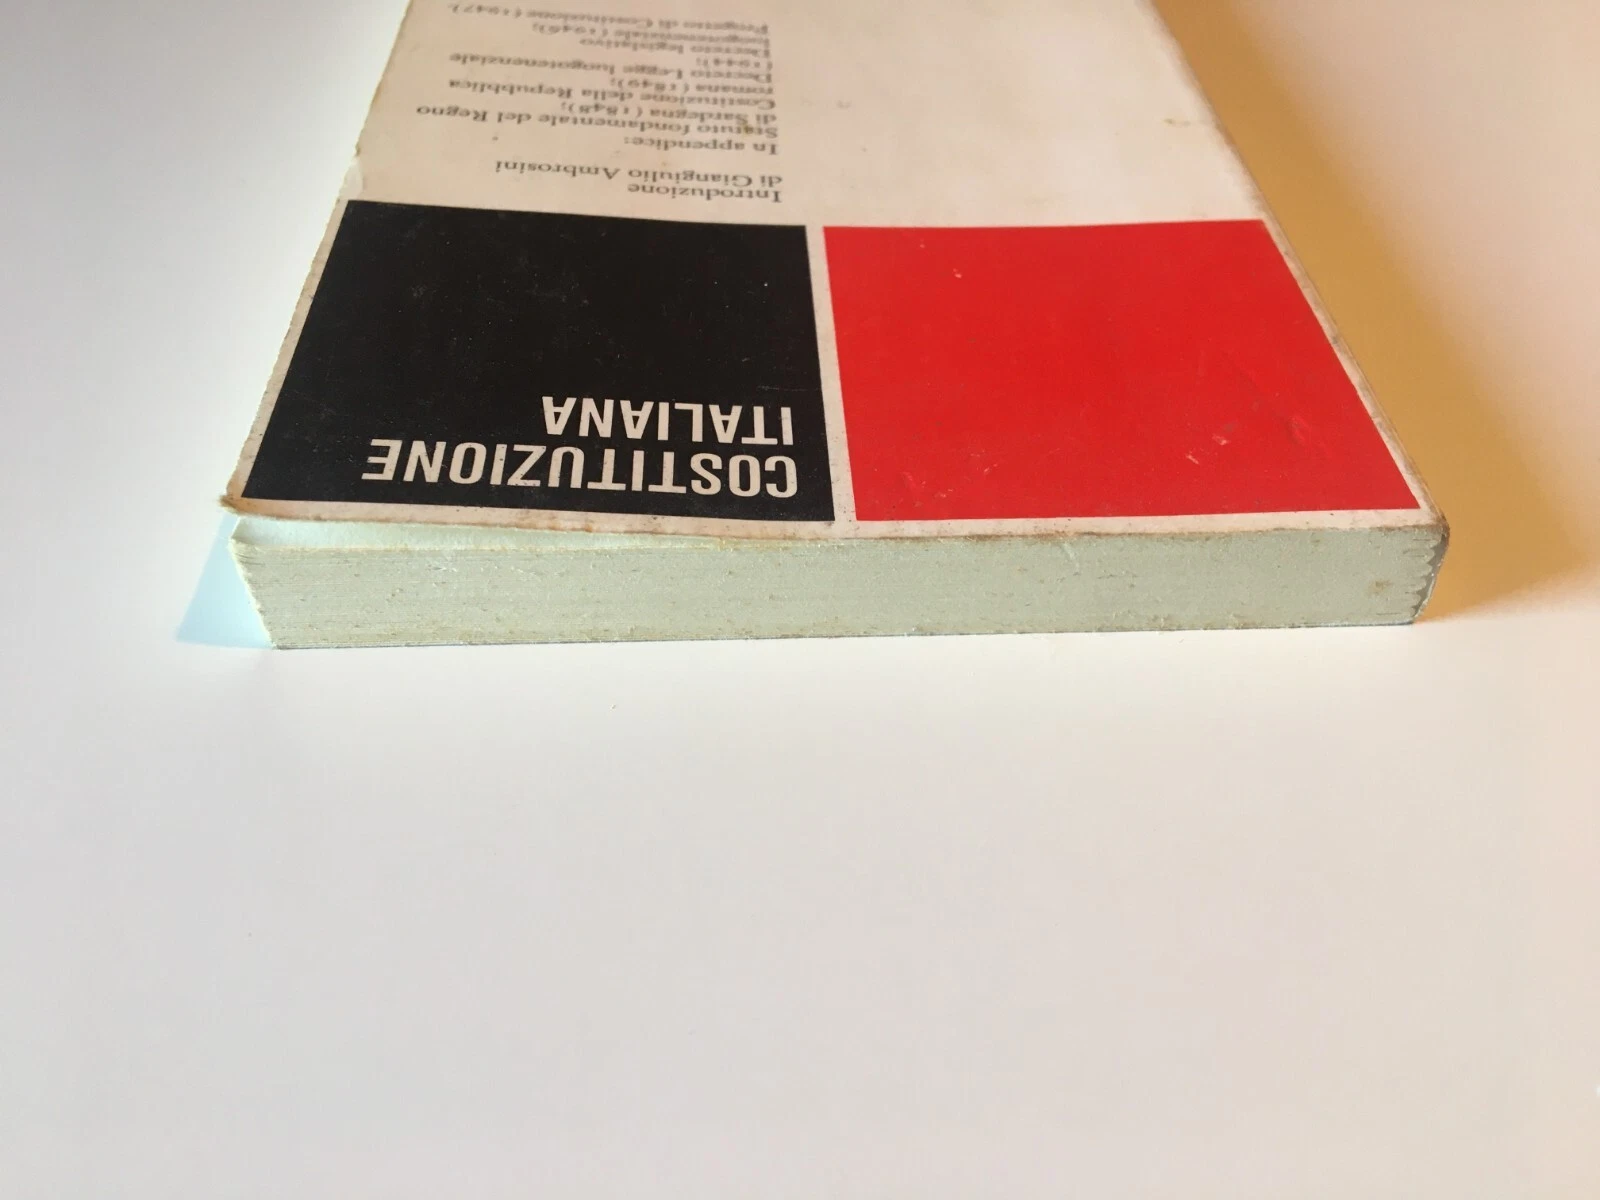 COSTITUZIONE
ITALIANA
Introduzione
di Giangiulio Ambrosini
In appendice:
Statuto fondamentale del Regno
di Sardegna (1848);
Costituzione della Repubblica
romana (1849);
Decreto Legge luogotenenziale
(1944);
Decreto legislativo
luogotenenziale (1946);
Progetto di Costituzione (1947).